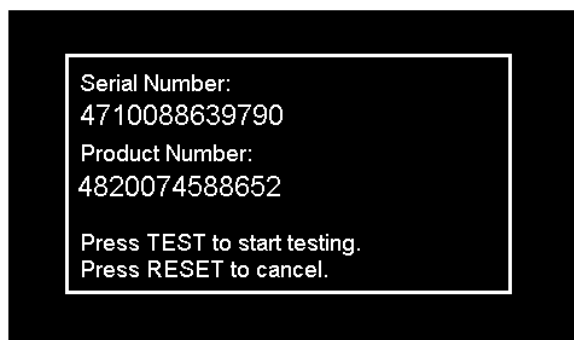 Serial Number:
4710088639790
Product Number:
4820074588652
Press TEST to start testing.
Press RESET to cancel.